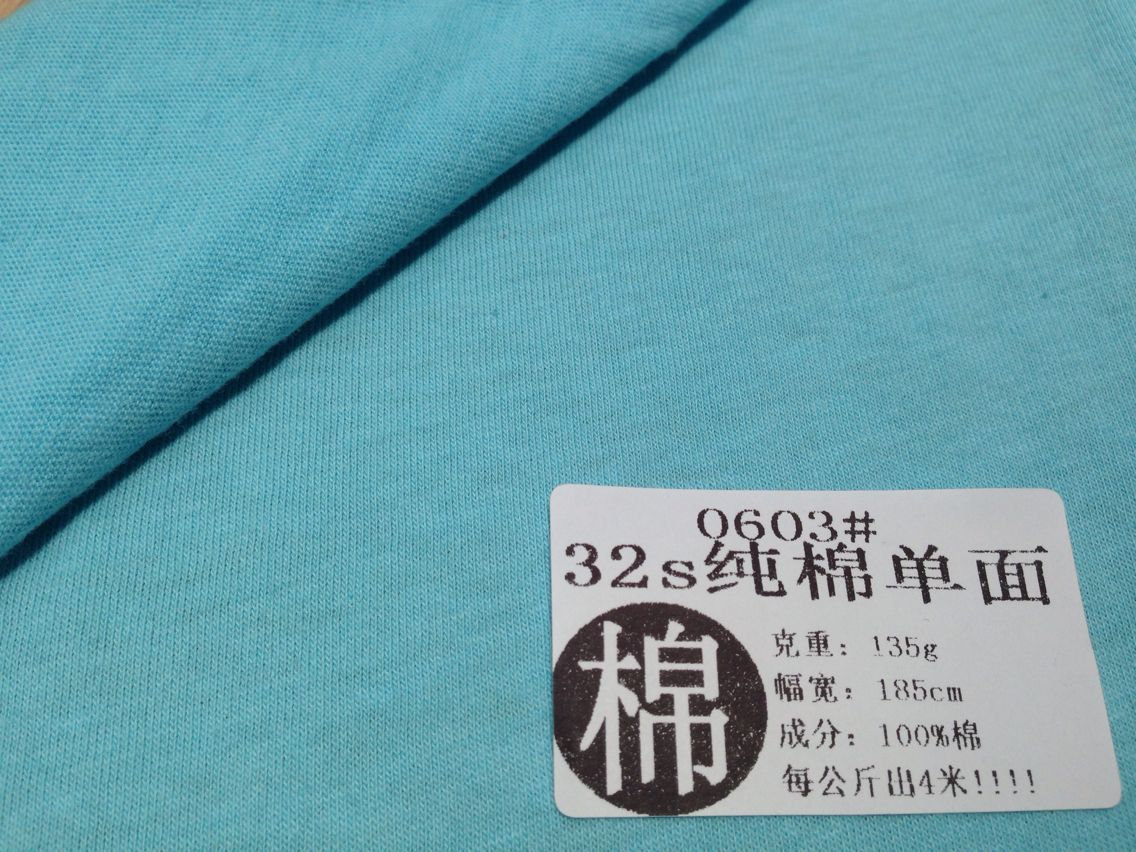 0603#
32s纯棉单面
棉
克重：135g
幅宽：185cm
成分：100%棉
每公斤出4米!!!!